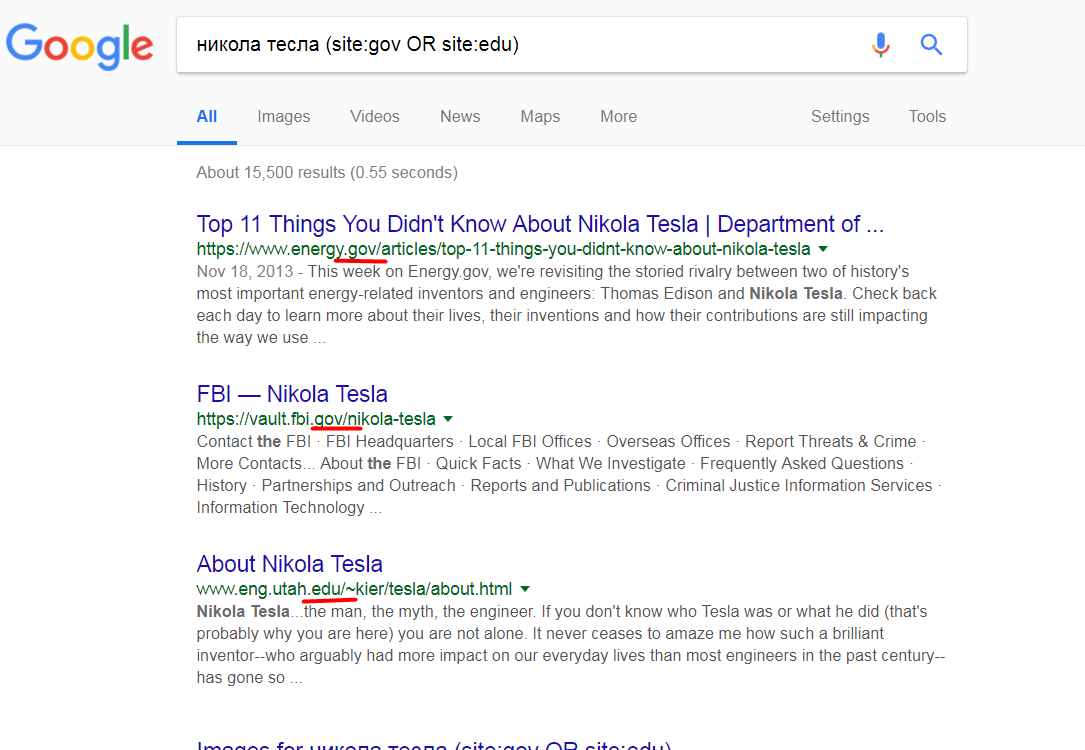 Google
никола тесла (site:gov OR site:edu)
All Images Videos News Maps More Settings Tools
About 15,500 results (0.55 seconds)
Top 11 Things You Didn't Know About Nikola Tesla | Department of ...
https://www.energy.gov/articles/top-11-things-you-didnt-know-about-nikola-tesla
Nov 18, 2013 - This week on Energy.gov, we're revisiting the storied rivalry between two of history's
most important energy-related inventors and engineers: Thomas Edison and Nikola Tesla. Check back
each day to learn more about their lives, their inventions and how their contributions are still impacting
the way we use ...
FBI — Nikola Tesla
https://vault.fbi.gov/nikola-tesla
Contact the FBI · FBI Headquarters · Local FBI Offices · Overseas Offices · Report Threats & Crime ·
More Contacts... About the FBI · Quick Facts · What We Investigate · Frequently Asked Questions ·
History · Partnerships and Outreach · Reports and Publications · Criminal Justice Information Services ·
Information Technology ...
About Nikola Tesla
www.eng.utah.edu/~kier/tesla/about.html
Nikola Tesla...the man, the myth, the engineer. If you don't know who Tesla was or what he did (that's
probably why you are here) you are not alone. It never ceases to amaze me how such a brilliant
inventor--who arguably had more impact on our everyday lives than most engineers in the past century--
has gone so ...
Images for никола тесла (site:gov OR site:edu)